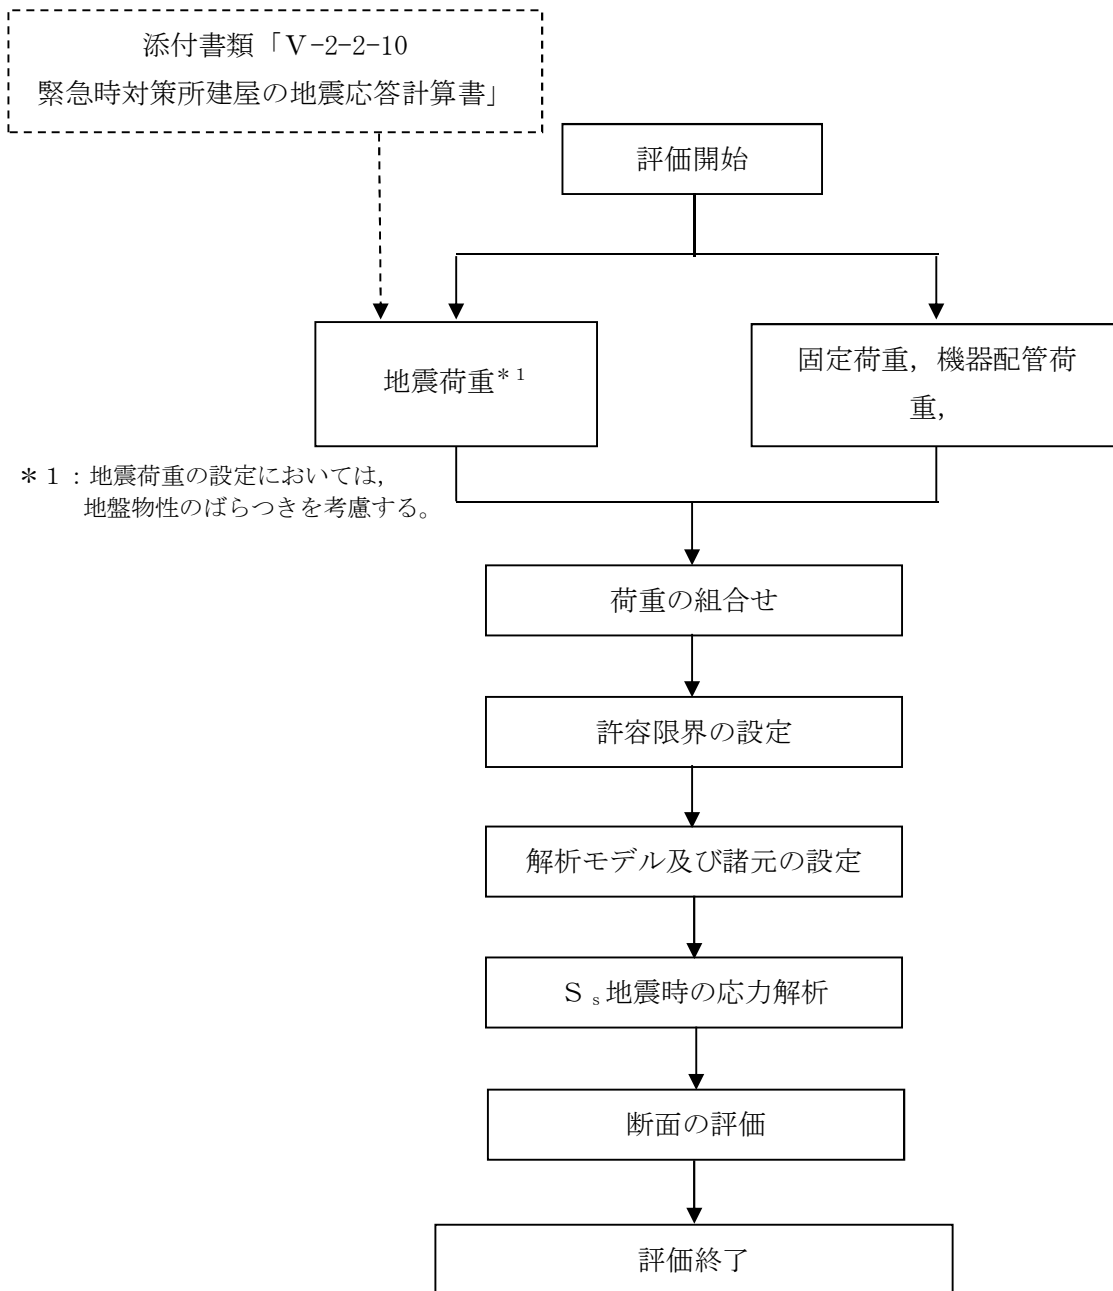 添付書類「Ⅴ-2-2-10
緊急時対策所建屋の地震応答計算書」
評価開始
地震荷重＊１
固定荷重，機器配管荷
重，
＊１：地震荷重の設定においては，
地盤物性のばらつきを考慮する。
荷重の組合せ
許容限界の設定
解析モデル及び諸元の設定
Ｓｓ地震時の応力解析
断面の評価
評価終了